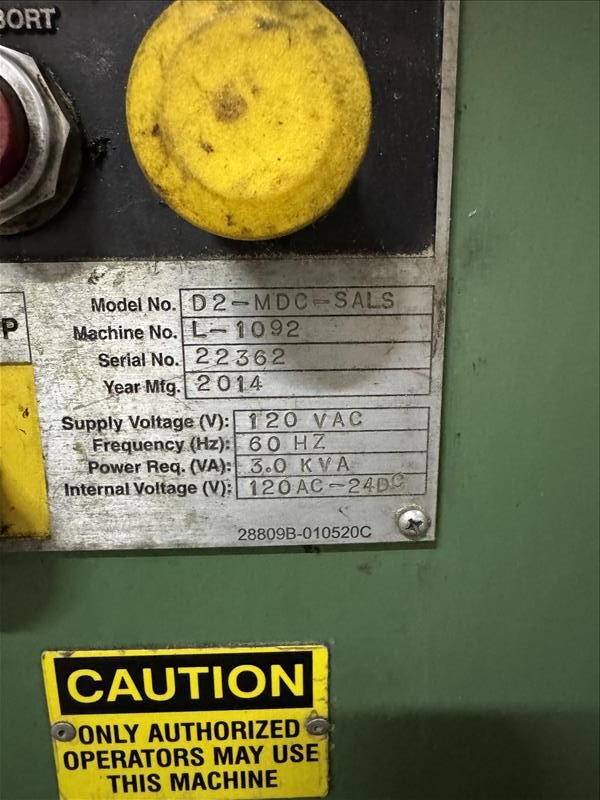 BORT
P
Model No. D2-MDC-SALS
Machine No. L-1092
Serial No. 22362
Year Mfg. 2014
Supply Voltage (V): 120 VAC
Frequency (Hz): 60 HZ
Power Req. (VA): 3.0 KVA
Internal Voltage (V): 120AC-24DC
28809B-010520C
CAUTION
ONLY AUTHORIZED
OPERATORS MAY USE
THIS MACHINE